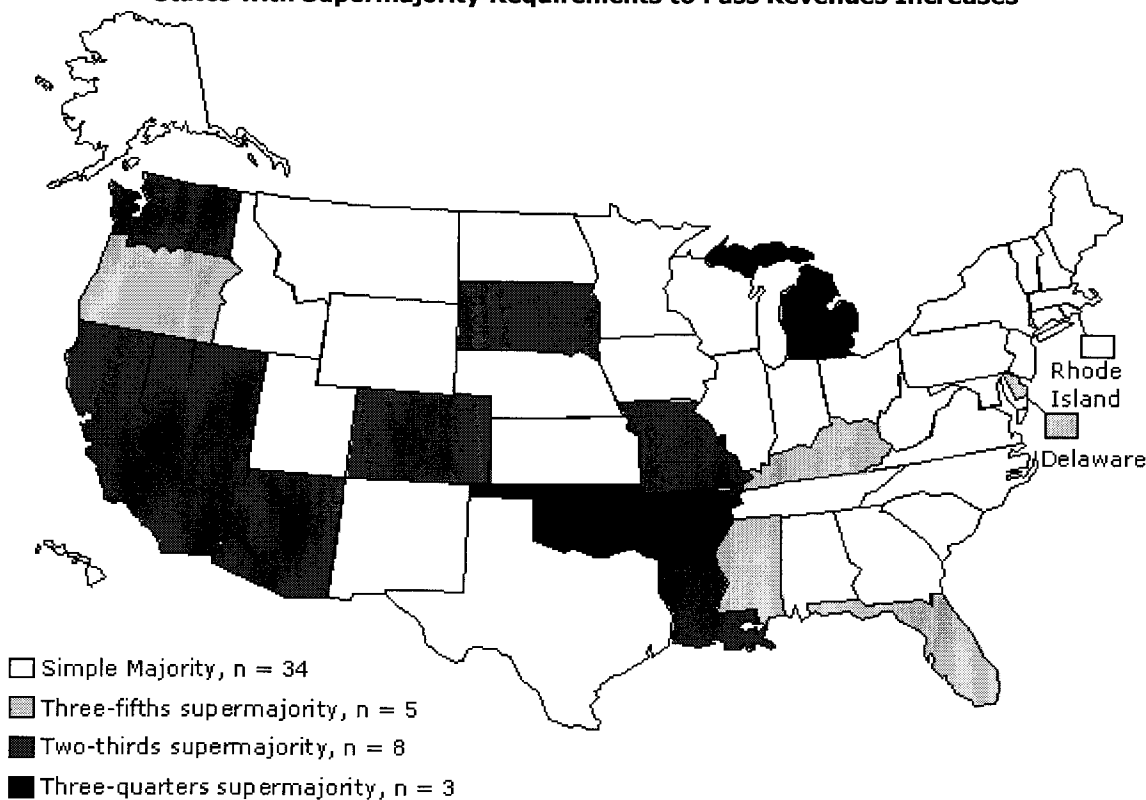 States with Supermajority Requirements to Pass Revenues Increases
Rhode
Island
Delaware
Simple Majority, n = 34
Three-fifths supermajority, n = 5
Two-thirds supermajority, n = 8
Three-quarters supermajority, n = 3